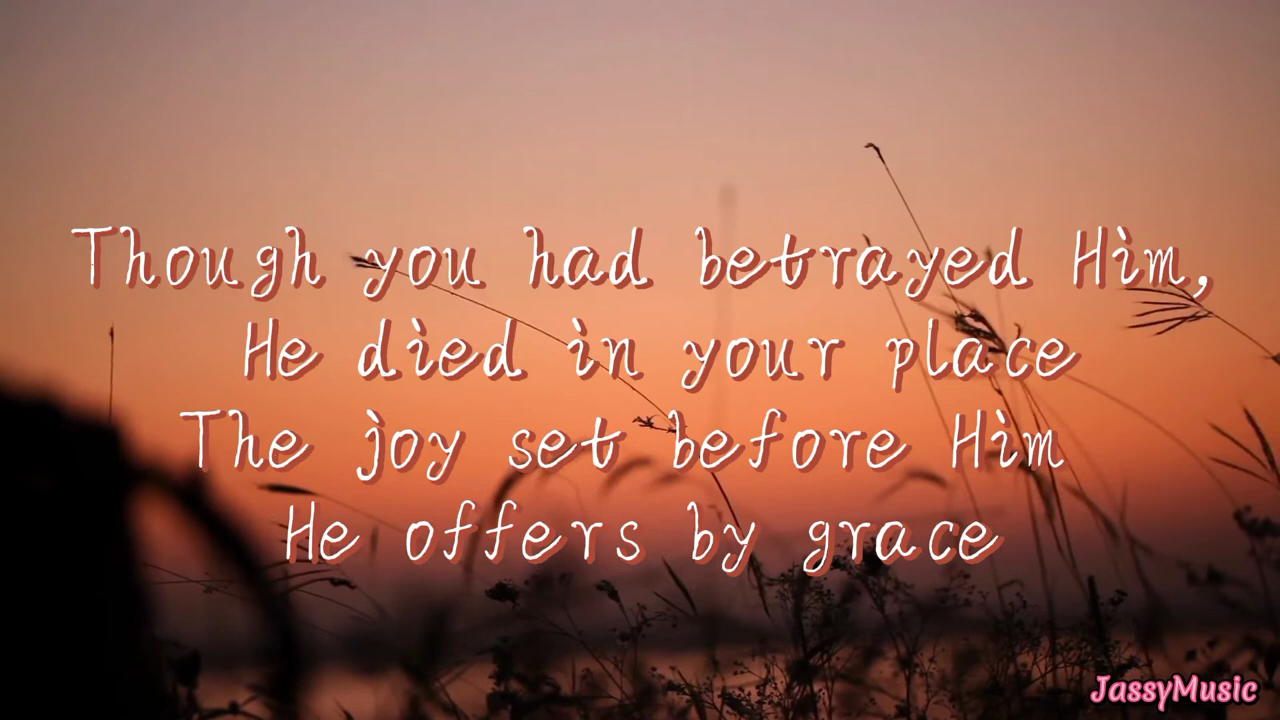 Though you had betrayed Him,
He died in your place
The joy set before Him
He offers by grace
JassyMusic